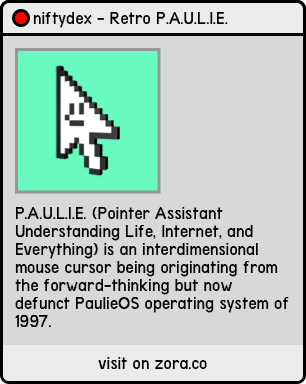 niftydex - Retro P.A.U.L.I.E.
P.A.U.L.I.E. (Pointer Assistant
Understanding Life, Internet, and
Everything) is an interdimensional
mouse cursor being originating from
the forward-thinking but now
defunct PaulieOS operating system of
1997.
visit on zora.co